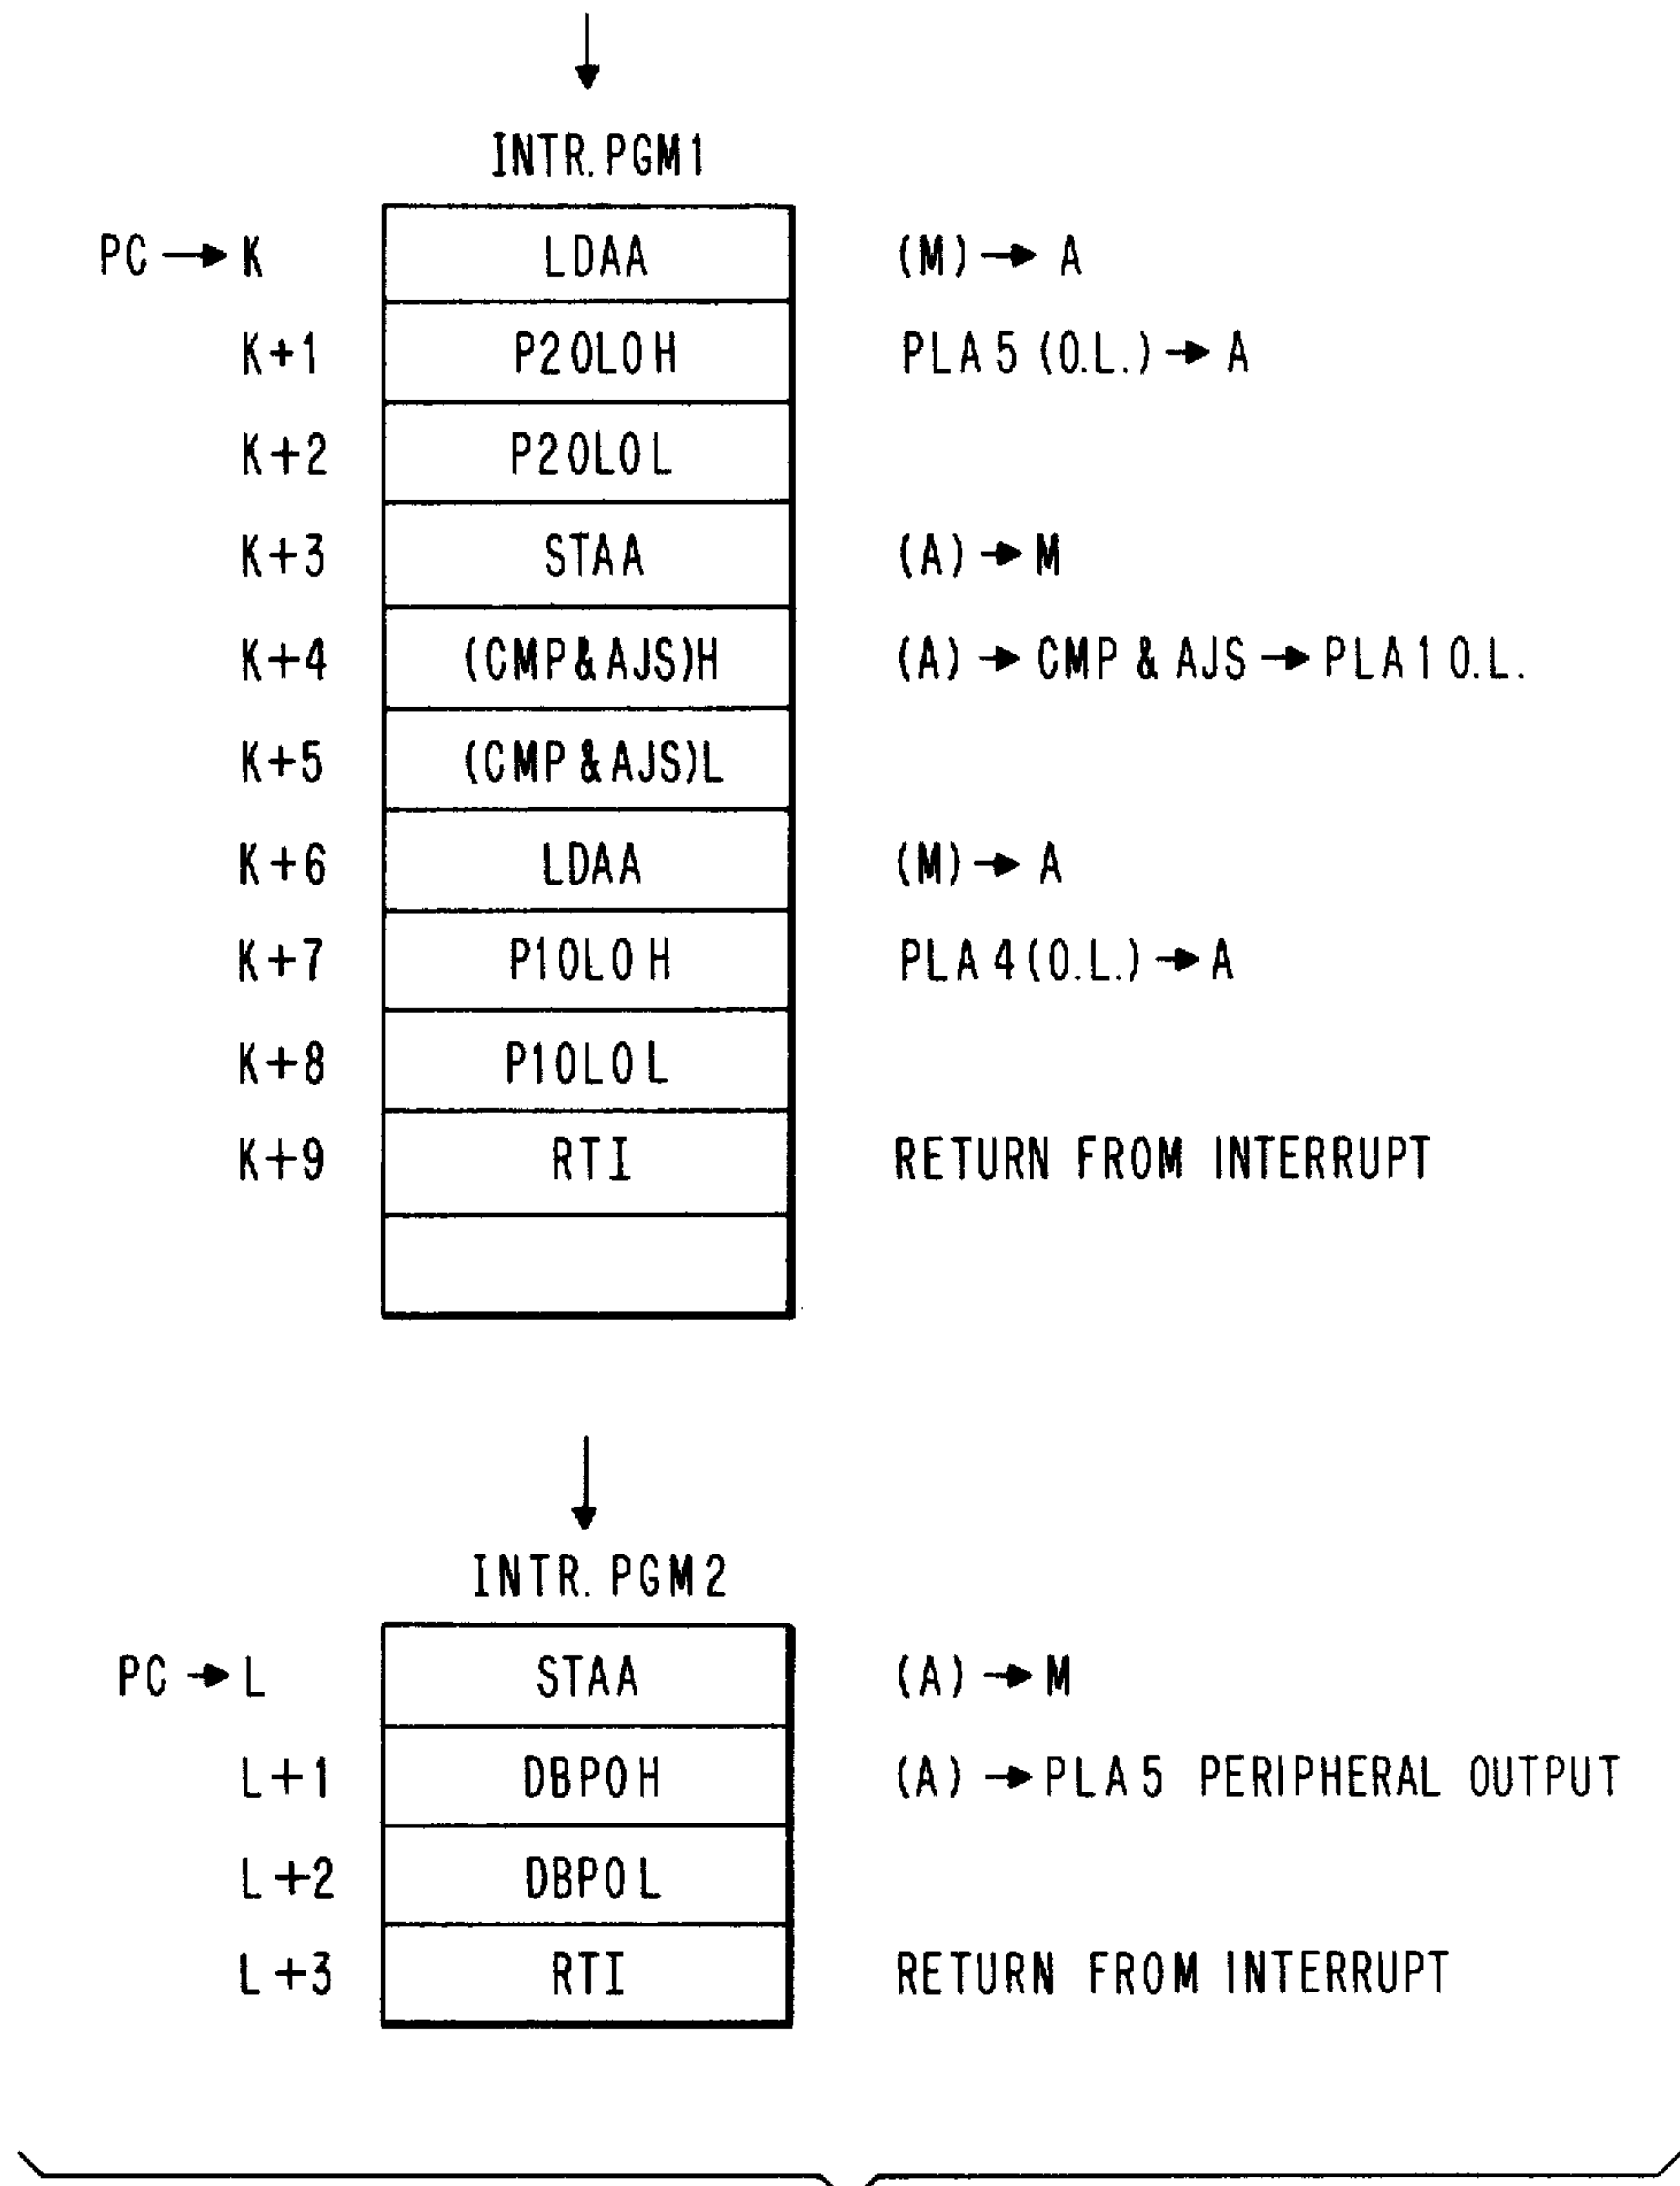 INTR. PGM1
PC → K LDAA (M) → A
K+1 P2OLOH PLA5 (O.L.) → A
K+2 P2OLOL
K+3 STAA (A) → M
K+4 (CMP&AJS)H (A) → CMP & AJS → PLA1 O.L.
K+5 (CMP&AJS)L
K+6 LDAA (M) → A
K+7 P1OLOH PLA4 (O.L.) → A
K+8 P1OLOL
K+9 RTI RETURN FROM INTERRUPT
INTR. PGM2
PC → L STAA (A) → M
L+1 DBPOH (A) → PLA5 PERIPHERAL OUTPUT
L+2 DBPOL
L+3 RTI RETURN FROM INTERRUPT